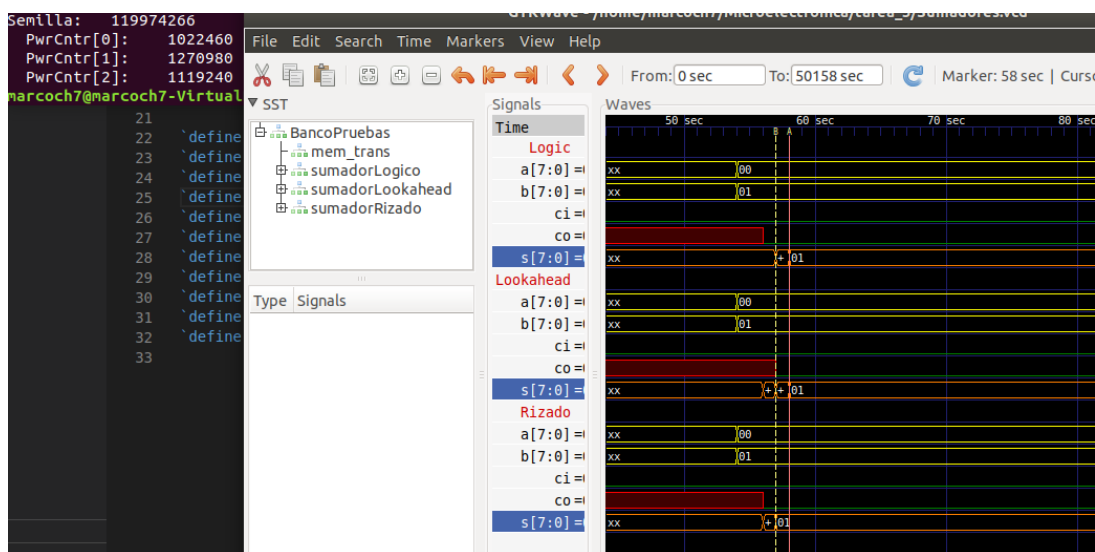 Semilla: 119974266
PwrCntr[0]: 1022460
PwrCntr[1]: 1270980
PwrCntr[2]: 1119240
marcoch7@marcoch7-Virtual
21
22 `define
23 `define
24 `define
25 `define
26 `define
27 `define
28 `define
29 `define
30 `define
31 `define
32 `define
33
File Edit Search Time Markers View Help
From: 0 sec To: 50158 sec Marker: 58 sec | Curs
SST
BancoPruebas
mem_trans
sumadorLogico
sumadorLookahead
sumadorRizado
Type Signals
Signals
Time
Logic
a[7:0] =
b[7:0] =
ci =
co =
s[7:0] =
Lookahead
a[7:0] =
b[7:0] =
ci =
co =
s[7:0] =
Rizado
a[7:0] =
b[7:0] =
ci =
co =
s[7:0] =
Waves
50 sec 60 sec 70 sec 80 sec
B A
xx 00
xx 01
xx + 01
xx 00
xx 01
xx + + 01
xx 00
xx 01
xx + 01